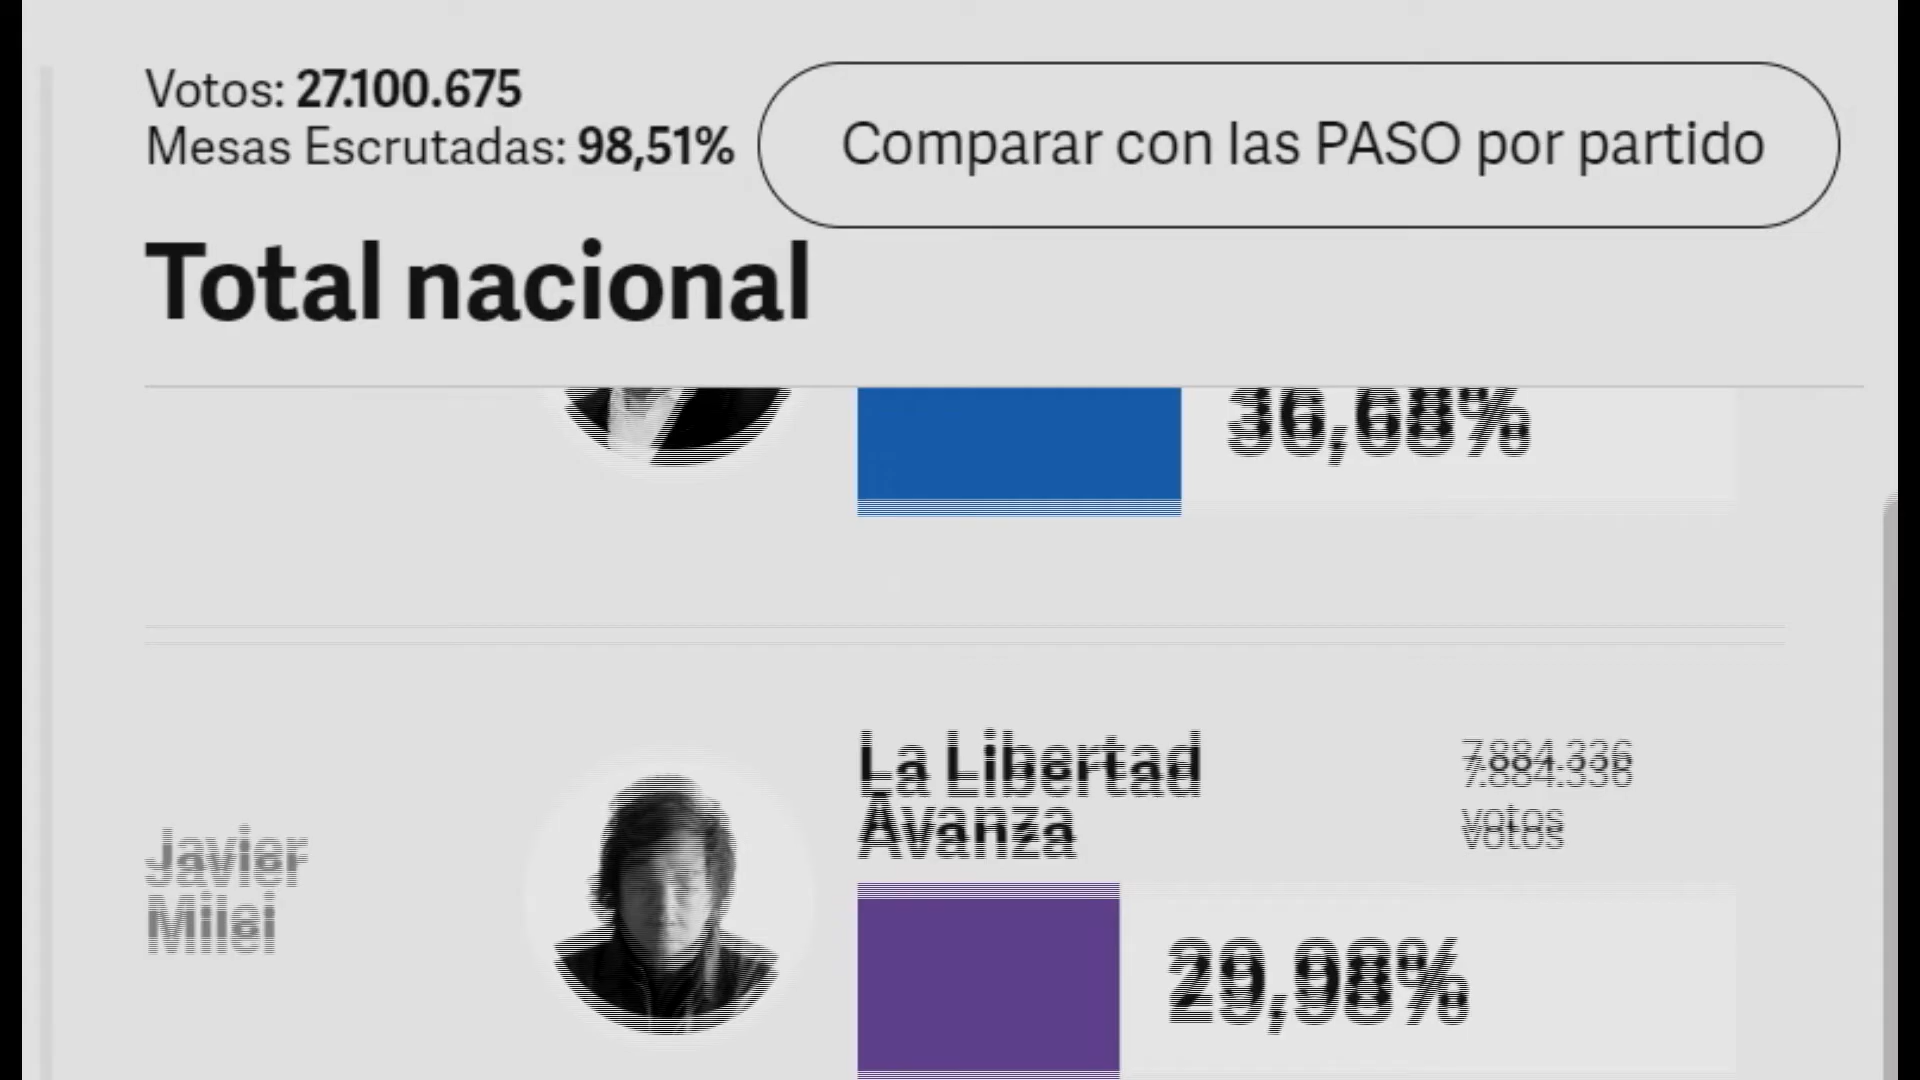 Votos: 27.100.675
Mesas Escrutadas: 98,51%
Comparar con las PASO por partido
Total nacional
36,68%
La Libertad
Avanza
7.884.336
votos
Javier
Milei
29,98%